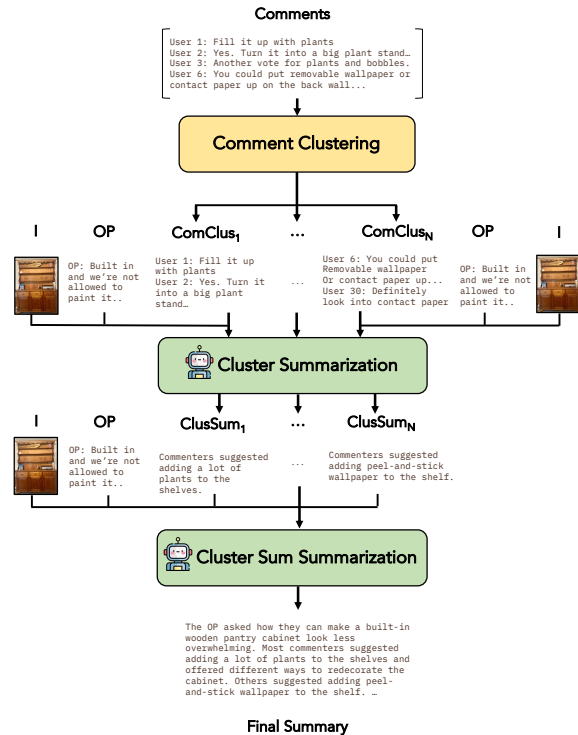 Comments
User 1: Fill it up with plants
User 2: Yes. Turn it into a big plant stand…
User 3: Another vote for plants and bobbles.
User 6: You could put removable wallpaper or
contact paper up on the back wall...
Comment Clustering
I
OP
ComClus1
...
ComClusN
OP
I
OP: Built in
and we're not
allowed to
paint it..
User 1: Fill it up
with plants
User 2: Yes. Turn it
into a big plant
stand…
...
User 6: You could put
Removable wallpaper
Or contact paper up...
User 30: Definitely
look into contact paper
OP: Built in
and we're not
allowed to
paint it..
Cluster Summarization
I
OP
ClusSum1
...
ClusSumN
OP: Built in
and we're not
allowed to
paint it..
Commenters suggested
adding a lot of
plants to the
shelves.
...
Commenters suggested
adding peel-and-stick
wallpaper to the shelf.
Cluster Sum Summarization
The OP asked how they can make a built-in
wooden pantry cabinet look less
overwhelming. Most commenters suggested
adding a lot of plants to the shelves and
offered different ways to redecorate the
cabinet. Others suggested adding peel-
and-stick wallpaper to the shelf. …
Final Summary